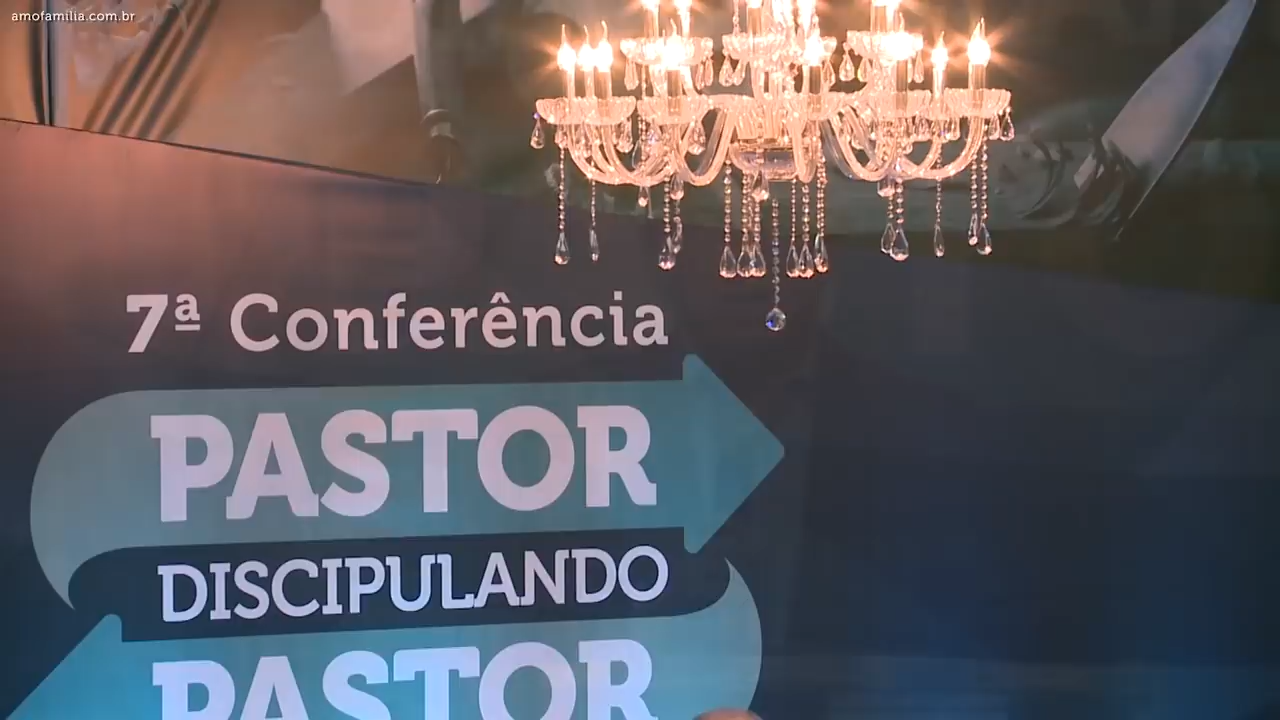 amofamilia.com.br
7ª Conferência
PASTOR
DISCIPULANDO
PASTOR